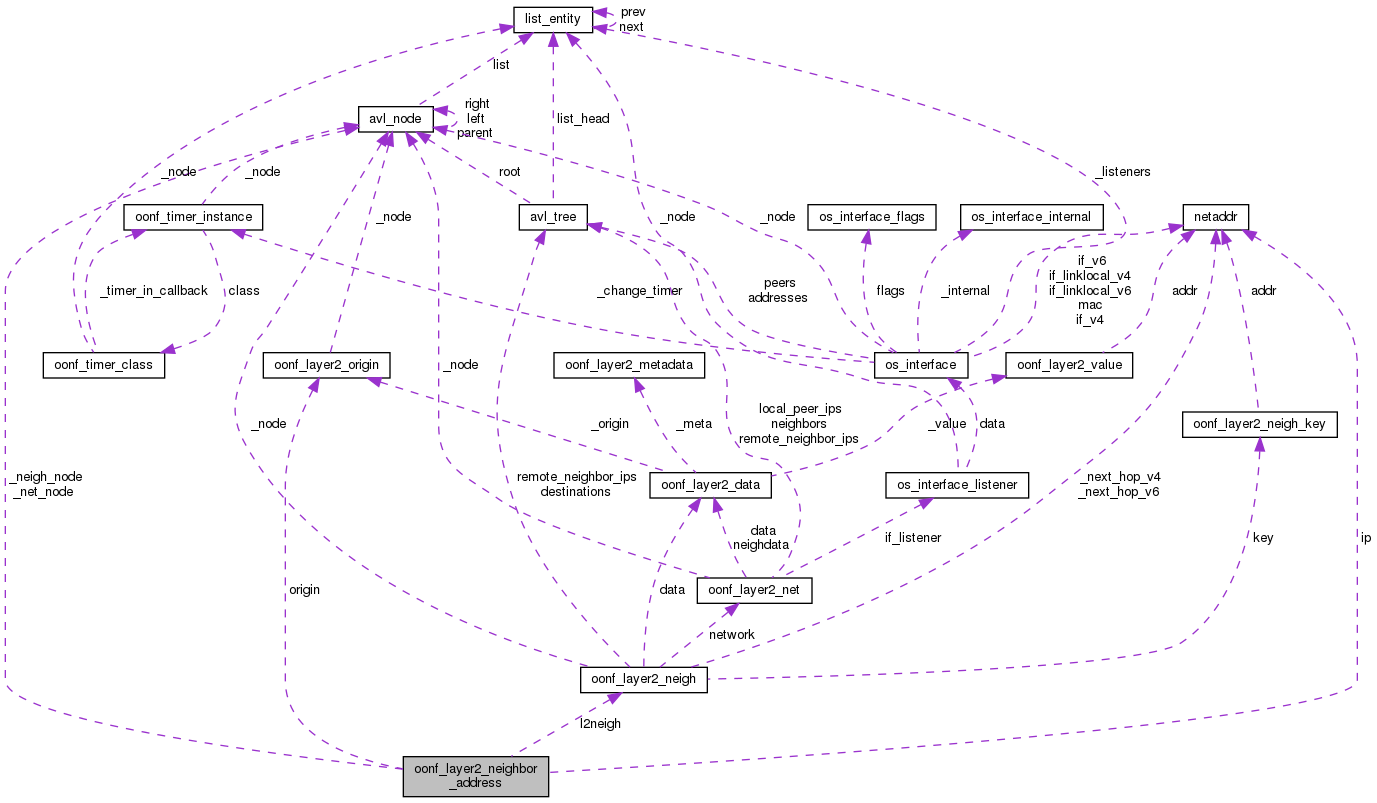 list_entity
prev
next
list
avl_node
right
left
parent
list_head
_node
_node
root
_node
_node
_listeners
oonf_timer_instance
_node
avl_tree
os_interface_flags
os_interface_internal
netaddr
_timer_in_callback
class
_change_timer
peers
addresses
flags
_internal
if_v6
if_linklocal_v4
if_linklocal_v6
mac
if_v4
addr
addr
oonf_timer_class
oonf_layer2_origin
_node
oonf_layer2_metadata
os_interface
oonf_layer2_value
_node
_origin
_meta
local_peer_ips
neighbors
remote_neighbor_ips
_value
data
oonf_layer2_neigh_key
_neigh_node
_net_node
remote_neighbor_ips
destinations
oonf_layer2_data
os_interface_listener
_next_hop_v4
_next_hop_v6
data
neighdata
if_listener
key
ip
origin
data
oonf_layer2_net
network
oonf_layer2_neigh
l2neigh
oonf_layer2_neighbor
_address